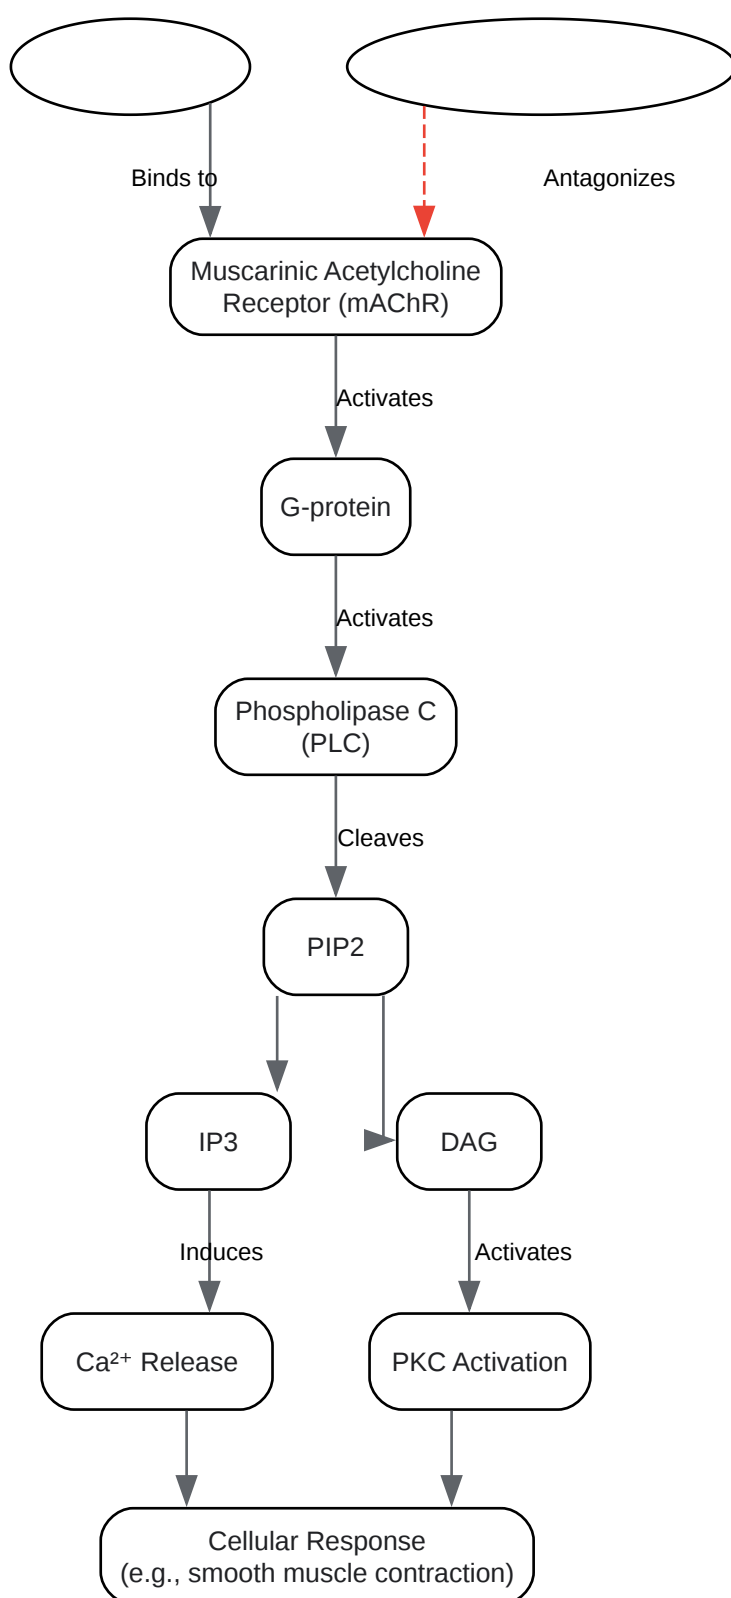 Binds to
Antagonizes
Muscarinic Acetylcholine
Receptor (mAChR)
Activates
G-protein
Activates
Phospholipase C
(PLC)
Cleaves
PIP2
IP3
DAG
Induces
Activates
Ca²⁺ Release
PKC Activation
Cellular Response
(e.g., smooth muscle contraction)